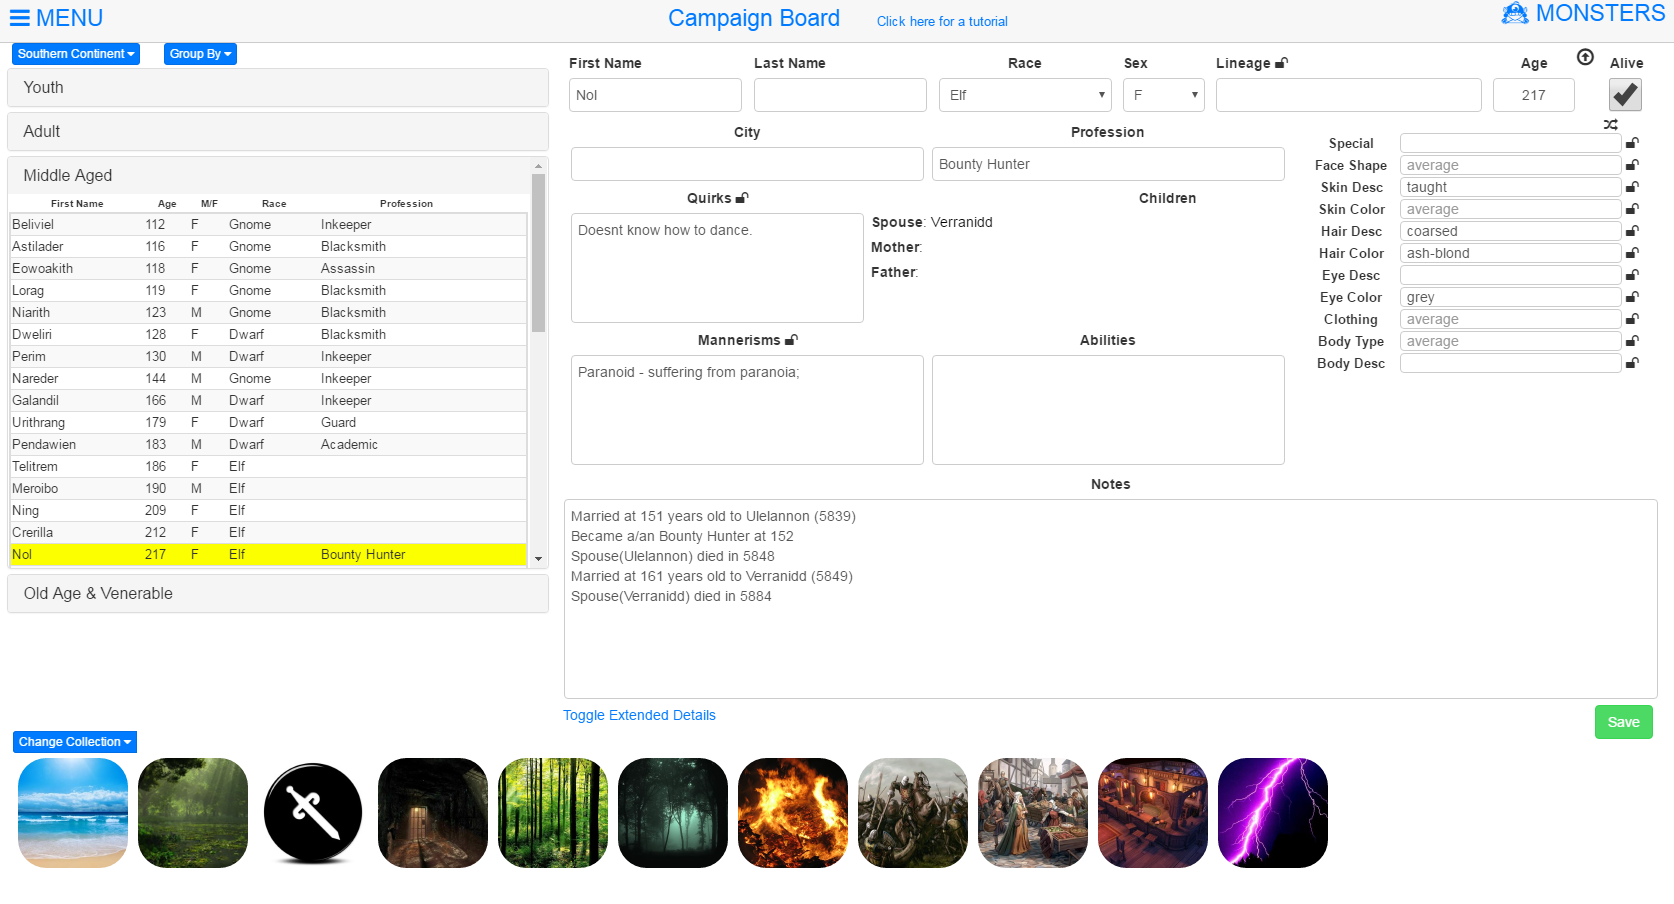 MENU
Campaign Board
Click here for a tutorial
MONSTERS
Southern Continent
Group By
Youth
Adult
Middle Aged
First Name Age M/F Race Profession
Beliviel 112 F Gnome Inkeeper
Astilader 116 F Gnome Blacksmith
Eowoakith 118 F Gnome Assassin
Lorag 119 F Gnome Blacksmith
Niarith 123 M Gnome Blacksmith
Dweliri 128 F Dwarf Blacksmith
Perim 130 M Dwarf Inkeeper
Nareder 144 M Gnome Inkeeper
Galandil 166 M Dwarf Inkeeper
Urithrang 179 F Dwarf Guard
Pendawien 183 M Dwarf Academic
Telitrem 186 F Elf
Meroibo 190 M Elf
Ning 209 F Elf
Crerilla 212 F Elf
Nol 217 F Elf Bounty Hunter
Old Age & Venerable
First Name Last Name Race Sex Lineage Age Alive
Nol Elf F 217
City Profession
Bounty Hunter
Quirks Children
Doesnt know how to dance.
Spouse: Verranidd
Mother:
Father:
Mannerisms Abilities
Paranoid - suffering from paranoia;
Special
Face Shape average
Skin Desc taught
Skin Color average
Hair Desc coarsed
Hair Color ash-blond
Eye Desc
Eye Color grey
Clothing average
Body Type average
Body Desc
Notes
Married at 151 years old to Ulelannon (5839)
Became a/an Bounty Hunter at 152
Spouse(Ulelannon) died in 5848
Married at 161 years old to Verranidd (5849)
Spouse(Verranidd) died in 5884
Toggle Extended Details
Save
Change Collection